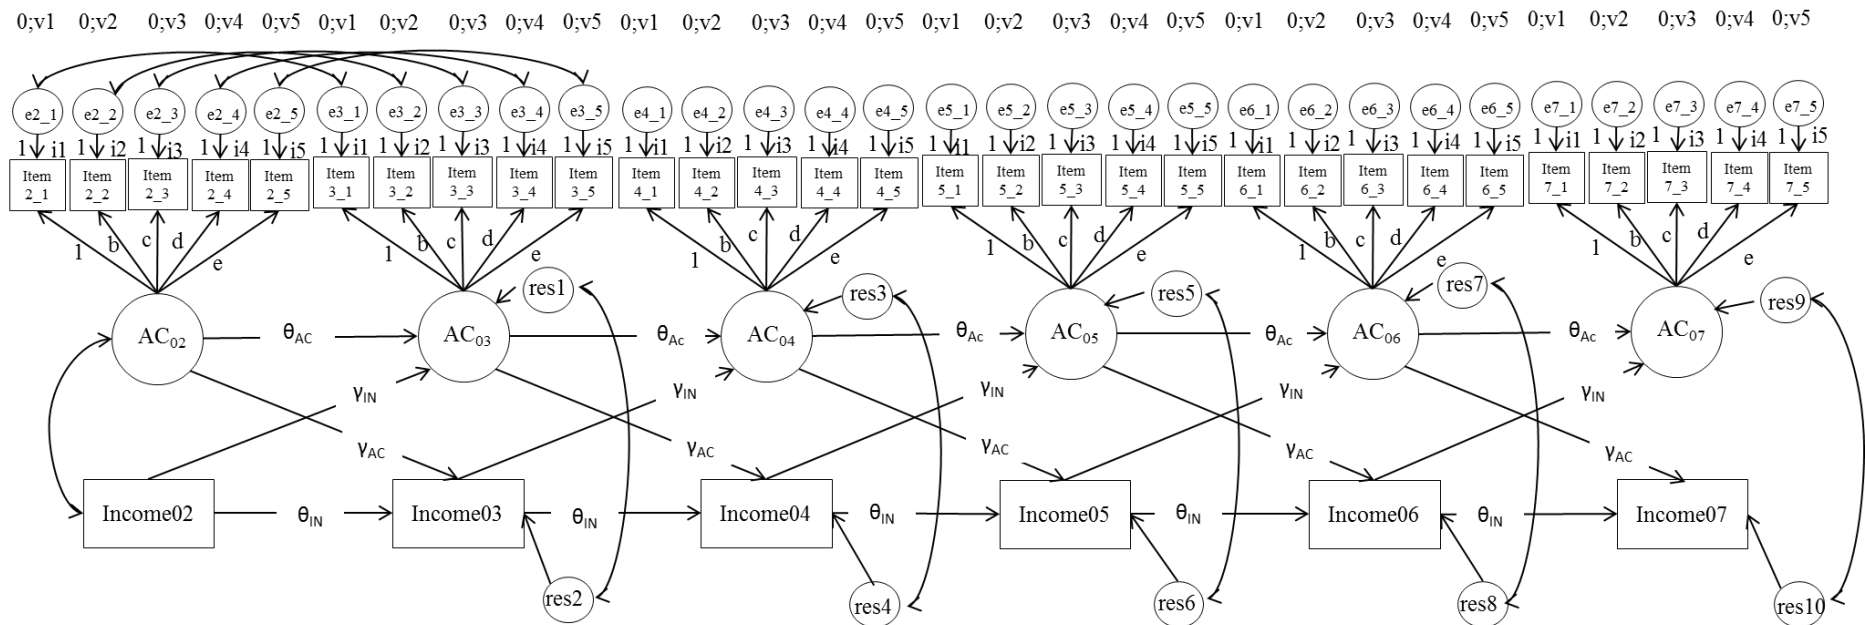 0;v1 0;v2 0;v3 0;v4 0;v5 0;v1 0;v2 0;v3 0;v4 0;v5 0;v1 0;v2 0;v3 0;v4 0;v5 0;v1 0;v2 0;v3 0;v4 0;v5 0;v1 0;v2 0;v3 0;v4 0;v5 0;v1 0;v2 0;v3 0;v4 0;v5
e2_1 e2_2 e2_3 e2_4 e2_5 e3_1 e3_2 e3_3 e3_4 e3_5 e4_1 e4_2 e4_3 e4_4 e4_5 e5_1 e5_2 e5_3 e5_4 e5_5 e6_1 e6_2 e6_3 e6_4 e6_5 e7_1 e7_2 e7_3 e7_4 e7_5
1 i1 1 i2 1 i3 1 i4 1 i5 1 i1 1 i2 1 i3 1 i4 1 i5 1 i1 1 i2 1 i3 1 i4 1 i5 1 i1 1 i2 1 i3 1 i4 1 i5 1 i1 1 i2 1 i3 1 i4 1 i5 1 i1 1 i2 1 i3 1 i4 1 i5
Item Item Item Item Item Item Item Item Item Item Item Item Item Item Item Item Item Item Item Item Item Item Item Item Item Item Item Item Item Item
2_1 2_2 2_3 2_4 2_5 3_1 3_2 3_3 3_4 3_5 4_1 4_2 4_3 4_4 4_5 5_1 5_2 5_3 5_4 5_5 6_1 6_2 6_3 6_4 6_5 7_1 7_2 7_3 7_4 7_5
1 b c d e 1 b c d e 1 b c d e 1 b c d e 1 b c d e 1 b c d e
res1 res3 res5 res7 res9
AC02 θAC AC03 θAc AC04 θAc AC05 θAc AC06 θAc AC07
γIN γIN γIN γIN γIN
γAC γAC γAC γAC γAC
Income02 θIN Income03 θIN Income04 θIN Income05 θIN Income06 θIN Income07
res2 res4 res6 res8 res10